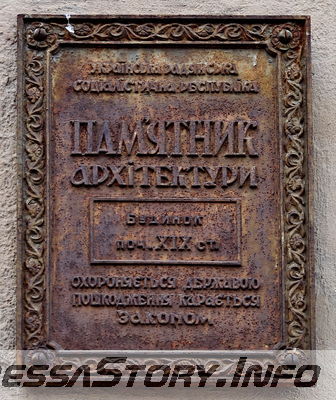 Українська Радянська
Соціалістична Республіка
ПАМ'ЯТНИК
АРХІТЕКТУРИ
Будинок
поч. XIX ст.
Охороняється державою
пошкодження карається
законом
essaStory.info